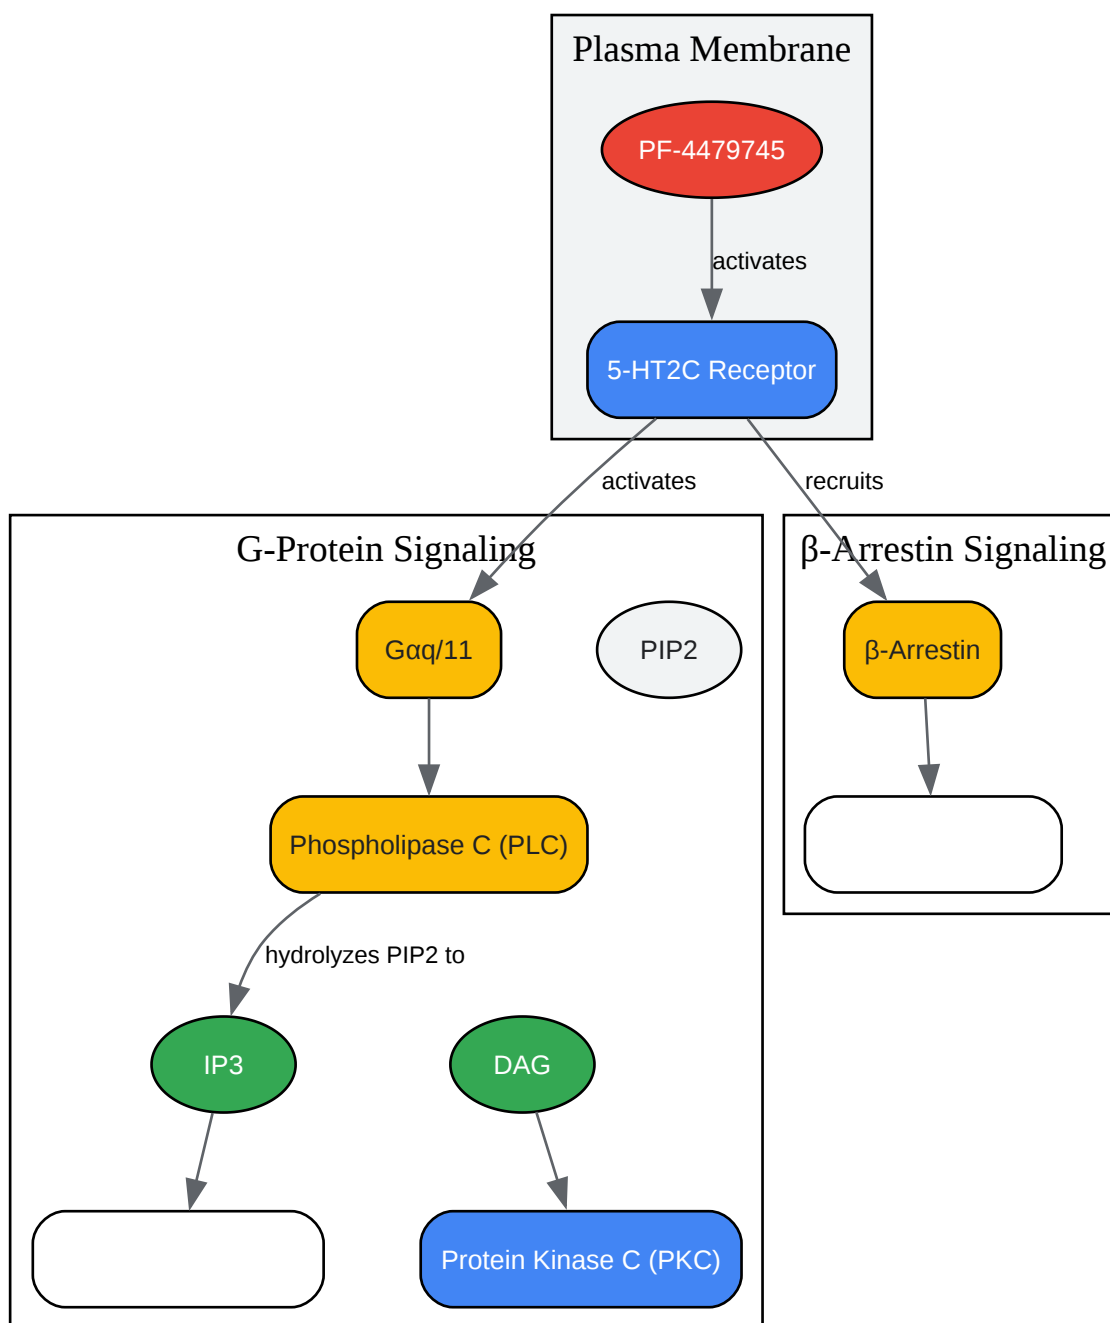 Plasma Membrane
PF-4479745
activates
5-HT2C Receptor
activates
recruits
G-Protein Signaling
β-Arrestin Signaling
Gαq/11
PIP2
β-Arrestin
Phospholipase C (PLC)
hydrolyzes PIP2 to
IP3
DAG
Protein Kinase C (PKC)